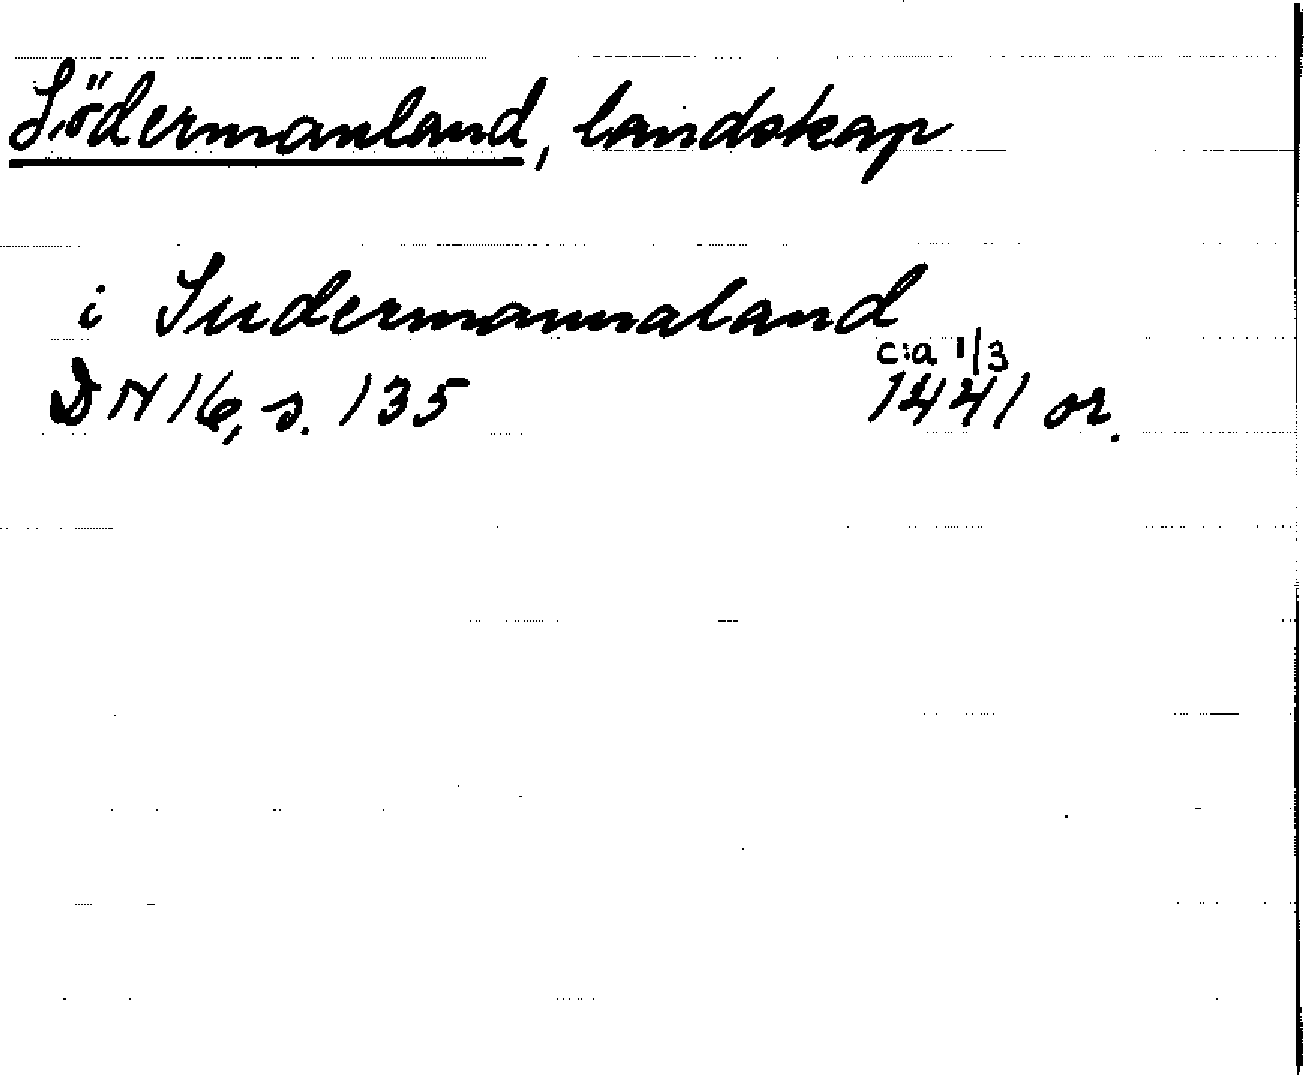 Södermanland, landskap
i Sudermannaland
c:a 1/3
DN 16, s. 135 1441 or.